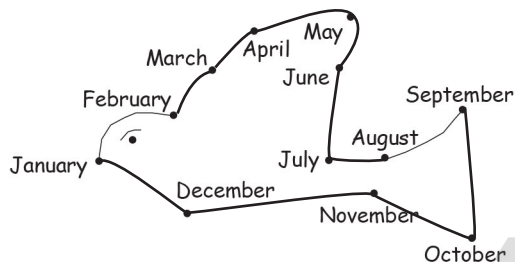 May
April
March
June
February
September
August
January
July
December
November
October